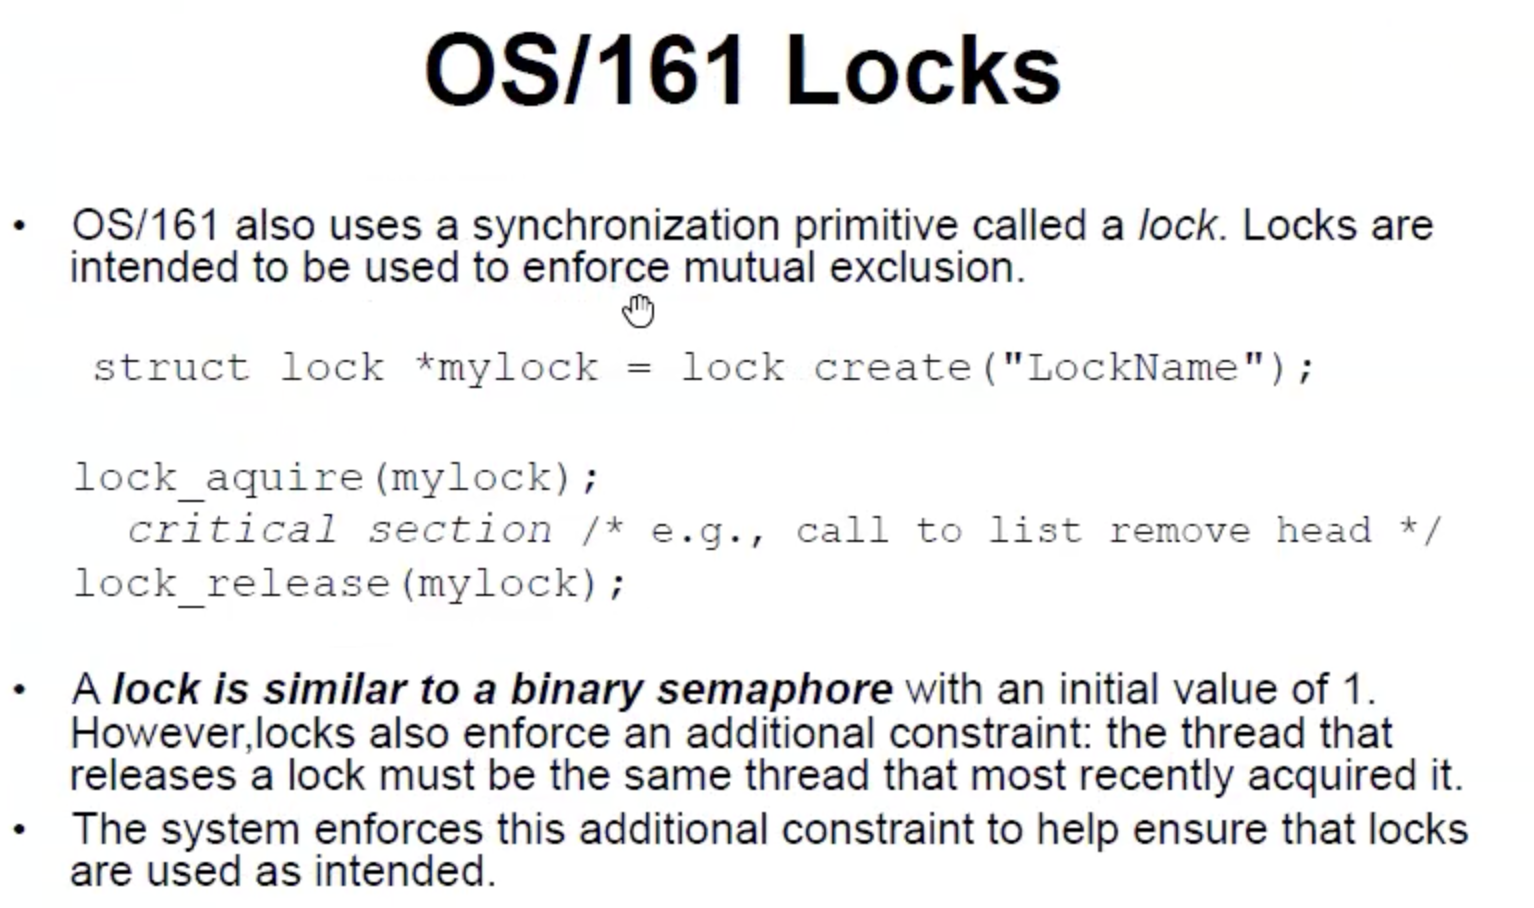 OS/161 Locks
• OS/161 also uses a synchronization primitive called a lock. Locks are
intended to be used to enforce mutual exclusion.
struct lock *mylock = lock create("LockName");
lock_aquire(mylock);
critical section /* e.g., call to list remove head */
lock_release(mylock);
• A lock is similar to a binary semaphore with an initial value of 1.
However,locks also enforce an additional constraint: the thread that
releases a lock must be the same thread that most recently acquired it.
• The system enforces this additional constraint to help ensure that locks
are used as intended.